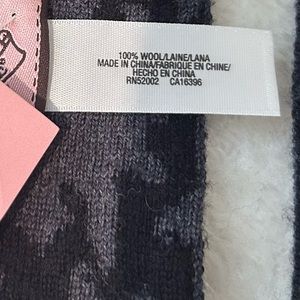 100% WOOL/LAINE/LANA
MADE IN CHINA/FABRIQUE EN CHINE/
HECHO EN CHINA
RN52002 CA16396